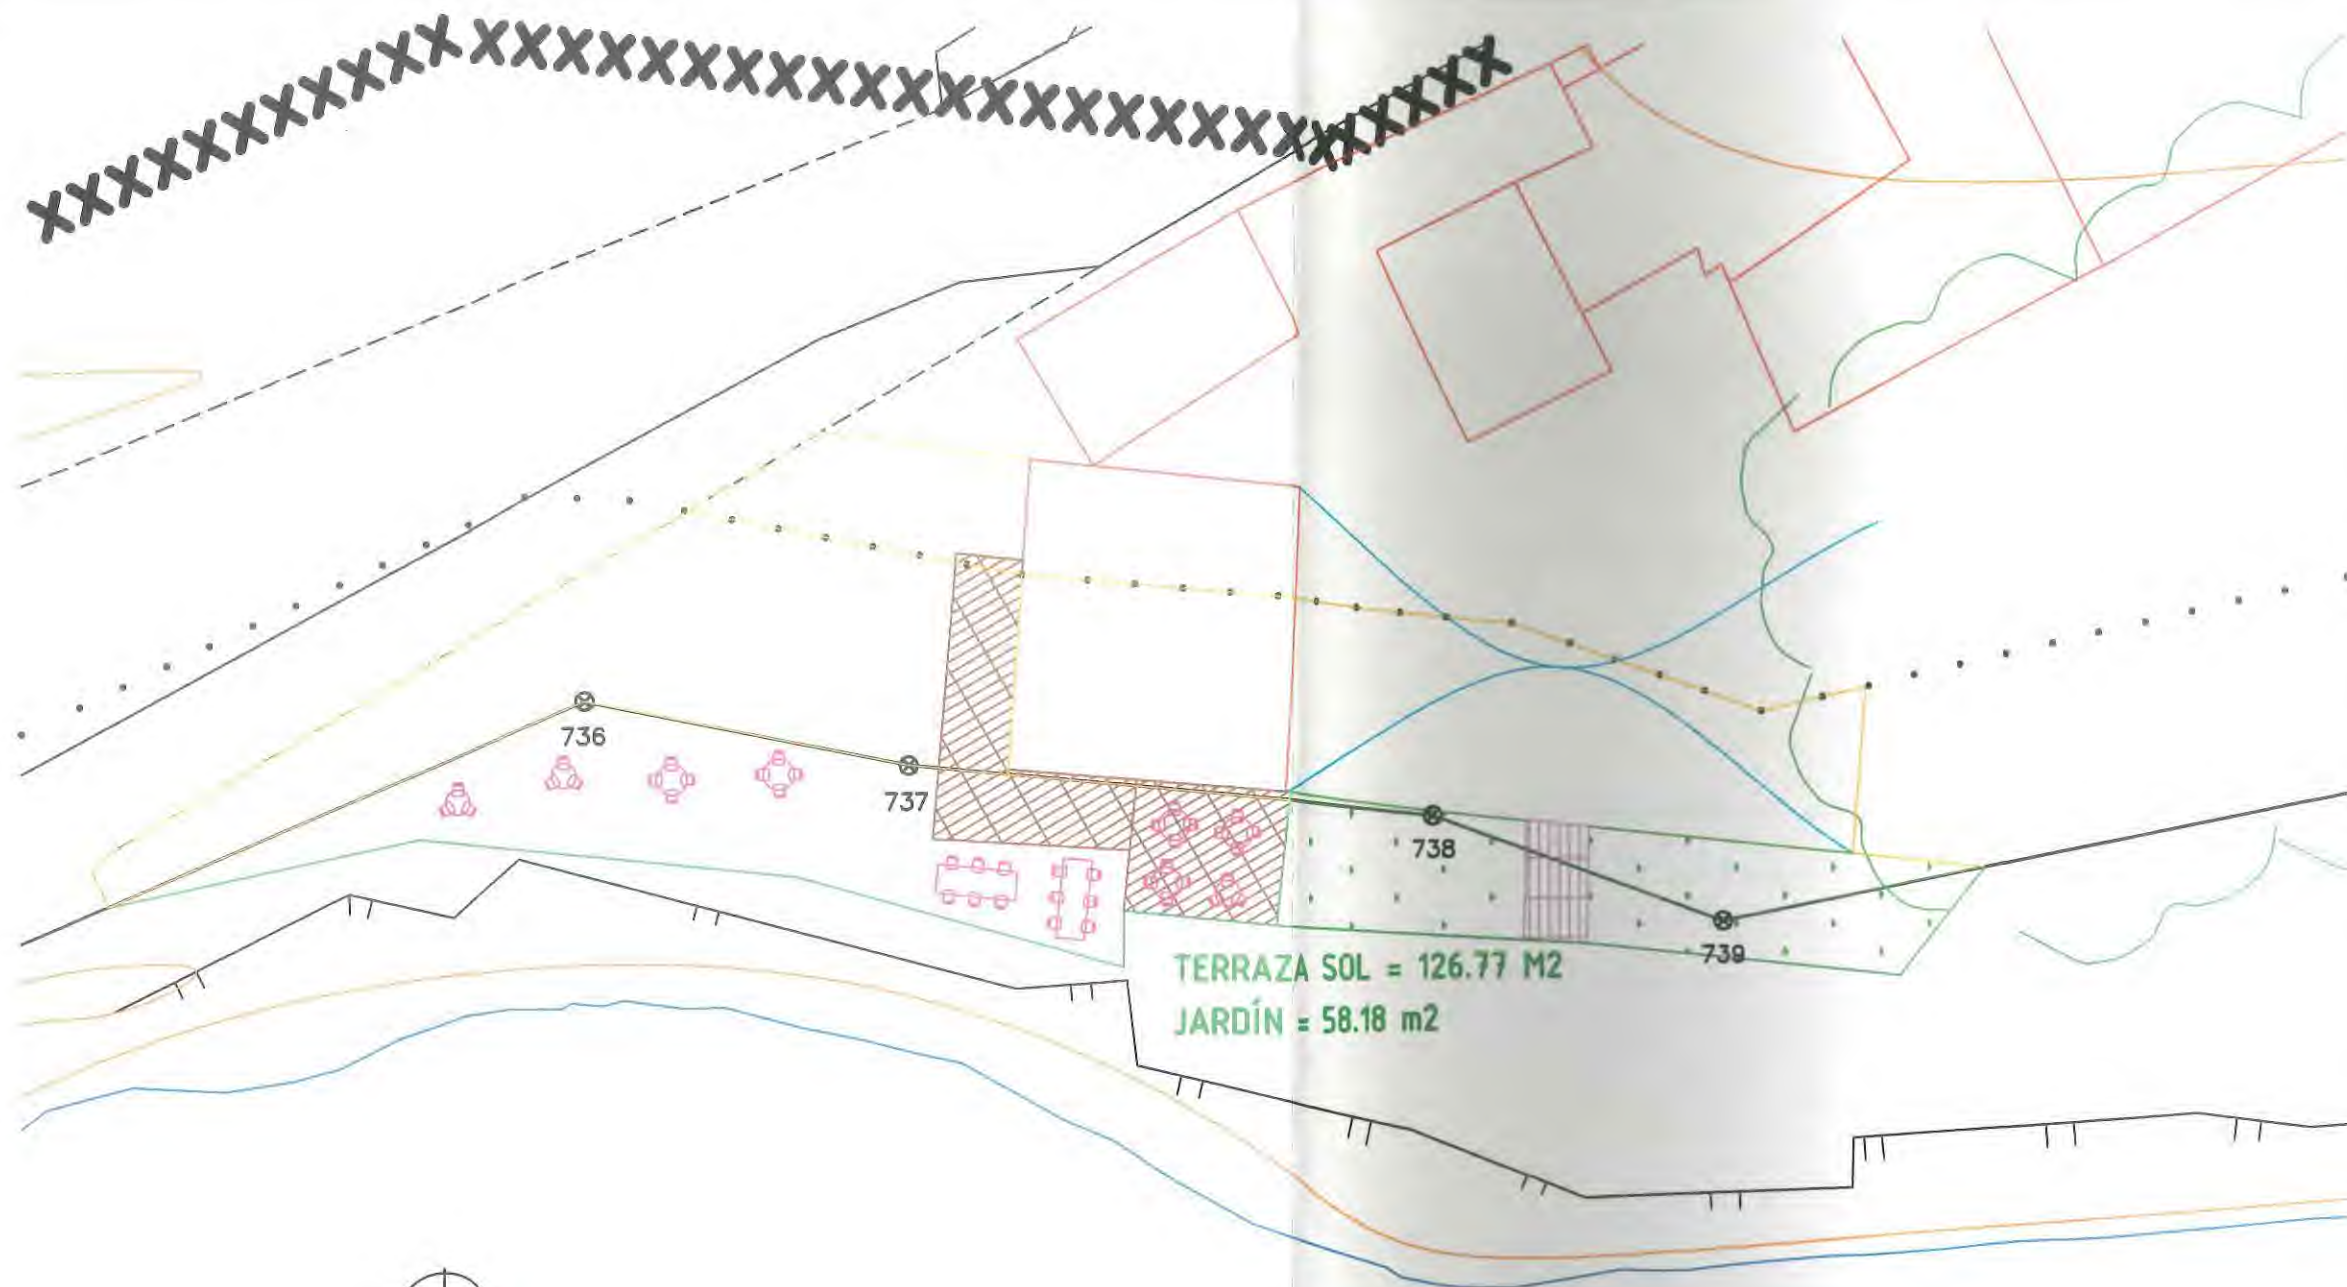 736
737
738
739
TERRAZA SOL = 126.77 M2
JARDÍN = 58.18 m2